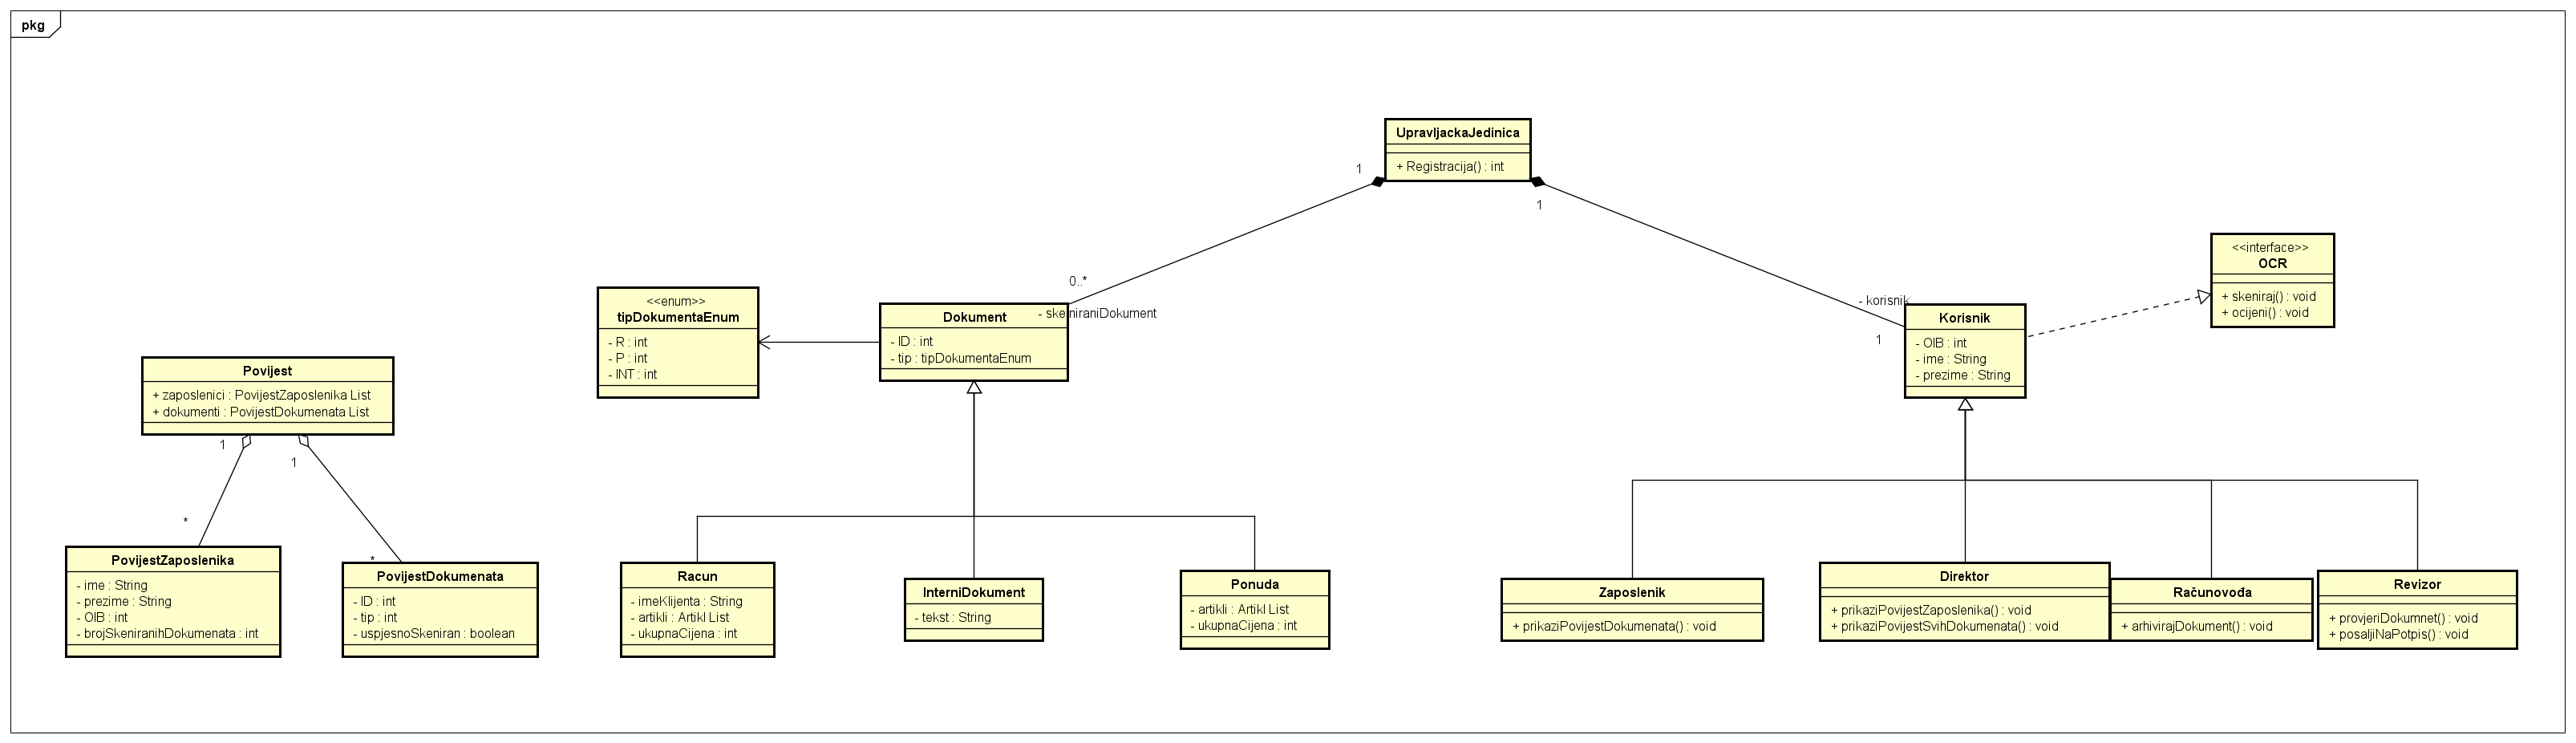 pkg
UpravljackaJedinica
+ Registracija() : int
1
1
0..*
- skeniraniDokument
- korisnik
1
<<interface>>
OCR
+ skeniraj() : void
+ ocijeni() : void
<<enum>>
tipDokumentaEnum
- R : int
- P : int
- INT : int
Dokument
- ID : int
- tip : tipDokumentaEnum
Korisnik
- OIB : int
- ime : String
- prezime : String
Povijest
+ zaposlenici : PovijestZaposlenika List
+ dokumenti : PovijestDokumenata List
1
1
*
*
PovijestZaposlenika
- ime : String
- prezime : String
- OIB : int
- brojSkeniranihDokumenata : int
PovijestDokumenata
- ID : int
- tip : int
- uspjesnoSkeniran : boolean
Racun
- imeKlijenta : String
- artikli : Artikl List
- ukupnaCijena : int
InterniDokument
- tekst : String
Ponuda
- artikli : Artikl List
- ukupnaCijena : int
Zaposlenik
+ prikaziPovijestDokumenata() : void
Direktor
+ prikaziPovijestZaposlenika() : void
+ prikaziPovijestSvihDokumenata() : void
Računovođa
+ arhivirajDokument() : void
Revizor
+ provjeriDokumnet() : void
+ posaljiNaPotpis() : void